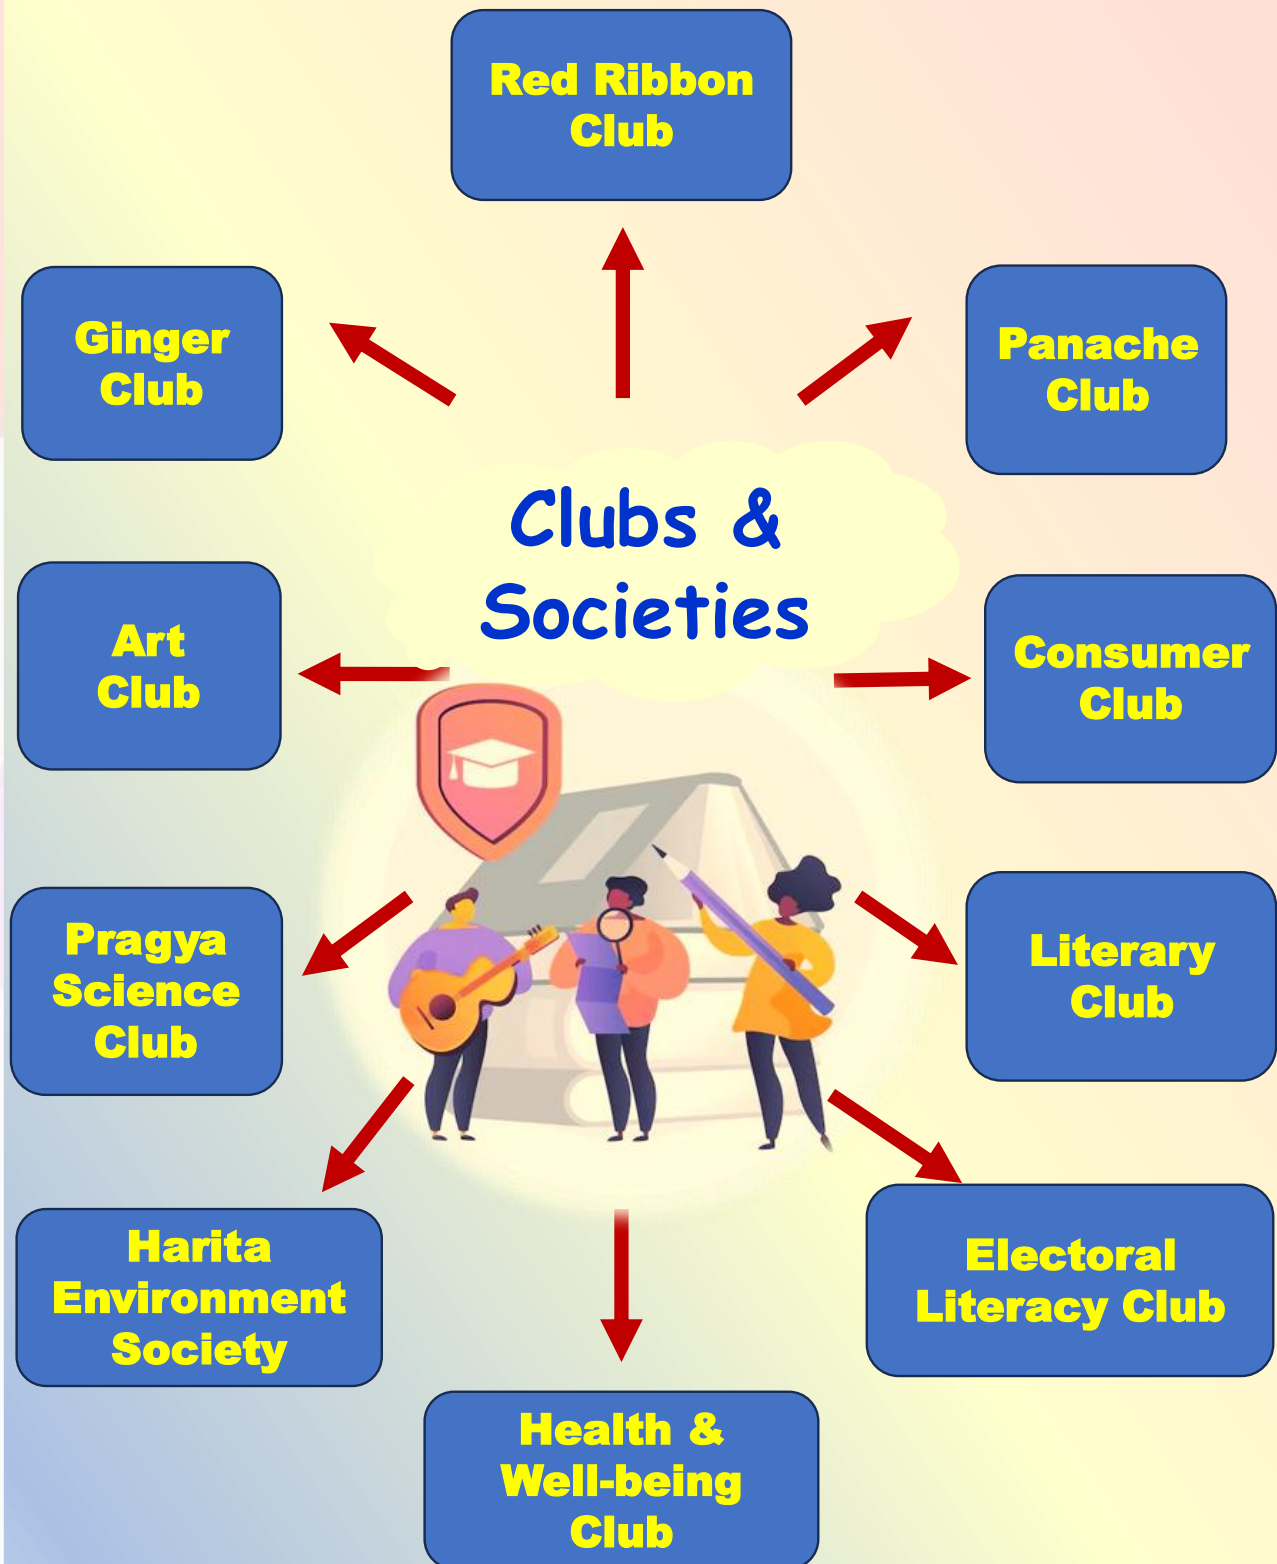 Red Ribbon
Club
Ginger
Club
Panache
Club
Clubs &
Societies
Art
Club
Consumer
Club
Pragya
Science
Club
Literary
Club
Harita
Environment
Society
Electoral
Literacy Club
Health &
Well-being
Club